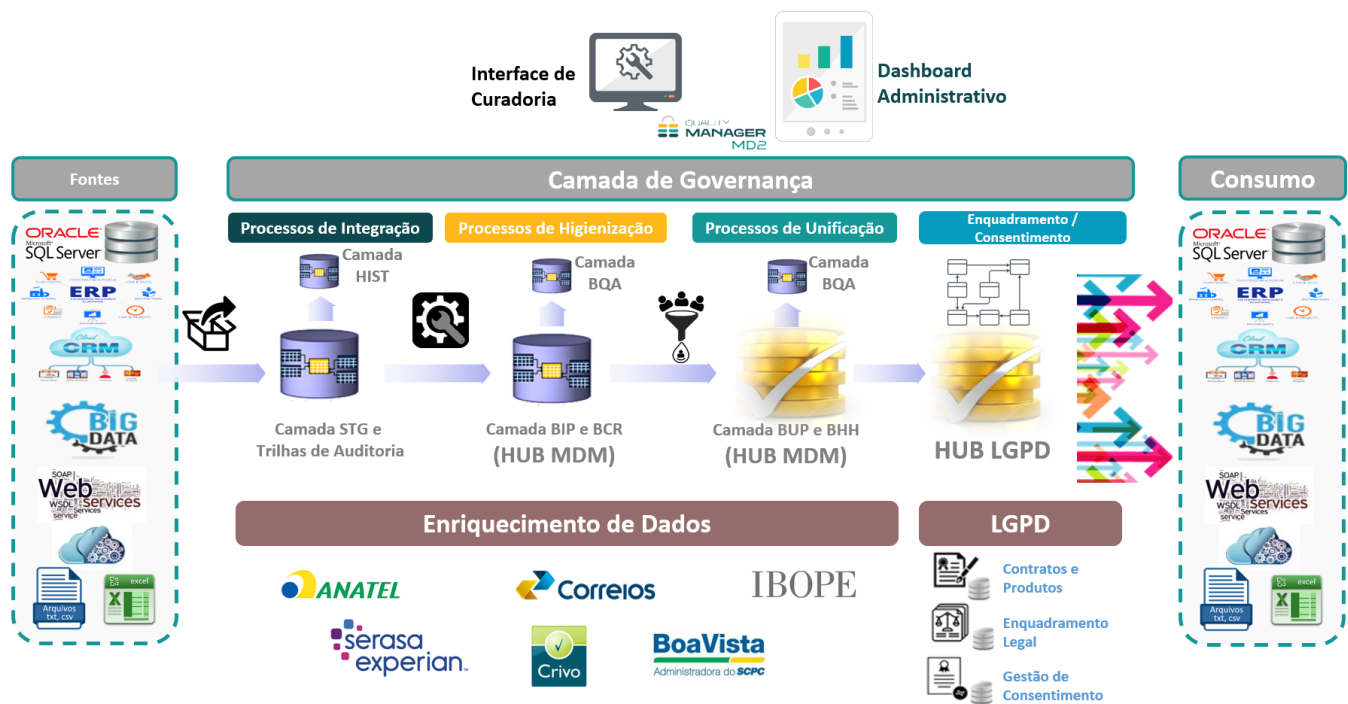 Interface de
Curadoria
Dashboard
Administrativo
QUALITY
MANAGER
MD2
Fontes
Camada de Governança
Consumo
Processos de Integração
Processos de Higienização
Processos de Unificação
Enquadramento /
Consentimento
ORACLE
Microsoft
SQL Server
ERP
Cloud
CRM
BIG
DATA
SOAP
Web
WSDL services
service
Arquivos
txt, csv
excel
Camada
HIST
Camada
BQA
Camada
BQA
Camada STG e
Trilhas de Auditoria
Camada BIP e BCR
(HUB MDM)
Camada BUP e BHH
(HUB MDM)
HUB LGPD
Enriquecimento de Dados
LGPD
ANATEL
Correios
IBOPE
serasa
experian
Crivo
BoaVista
Administradora do SCPC
Contratos e
Produtos
Enquadramento
Legal
Gestão de
Consentimento
ORACLE
Microsoft
SQL Server
ERP
Cloud
CRM
BIG
DATA
SOAP
Web
WSDL services
service
Arquivos
txt, csv
excel